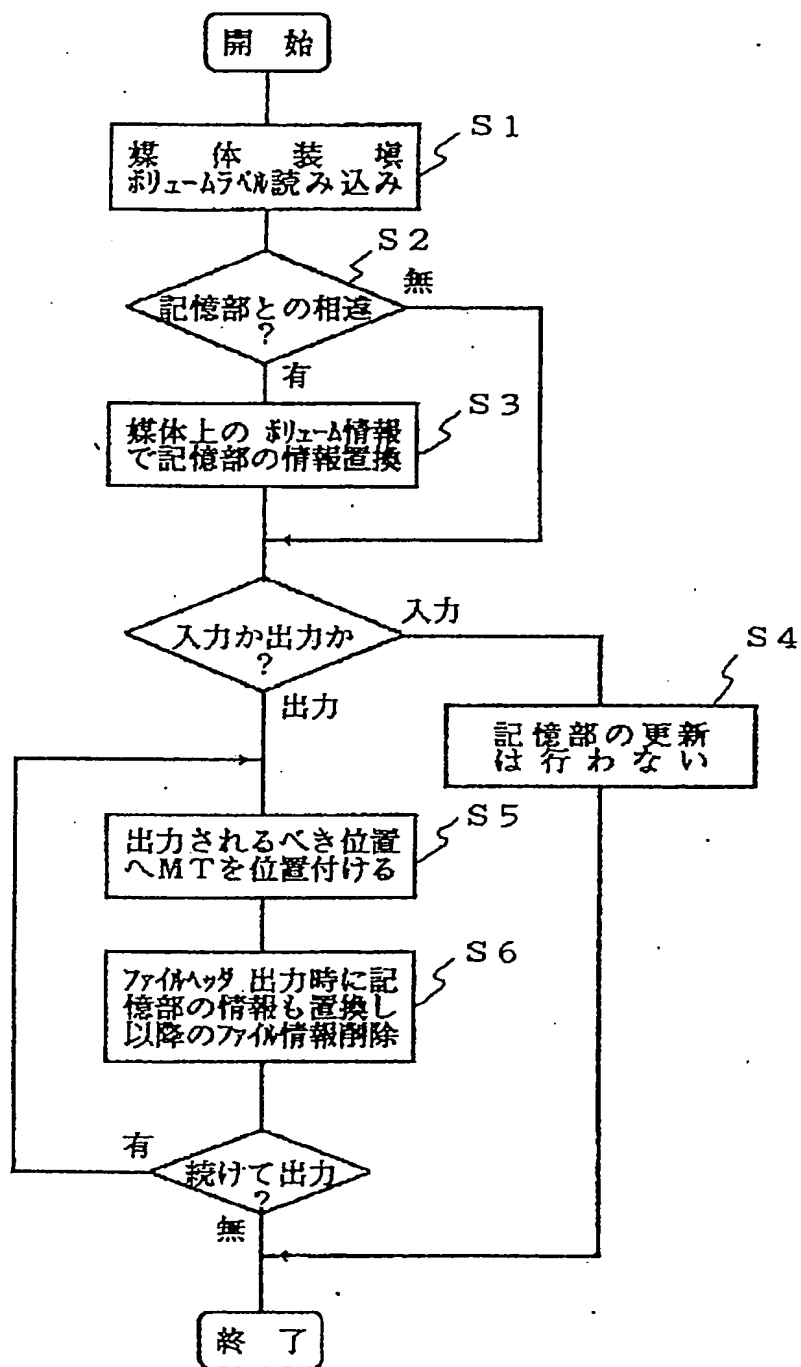 開始
S1
媒体装填
ボリュームラベル読み込み
S2
無
記憶部との相違
?
有
S3
媒体上のボリューム情報
で記憶部の情報置換
入力
入力か出力か
?
S4
出力
記憶部の更新
は行わない
S5
出力されるべき位置
へMTを位置付ける
S6
ファイルヘッダ出力時に記
憶部の情報も置換し
以降のファイル情報削除
有
続けて出力
?
無
終了